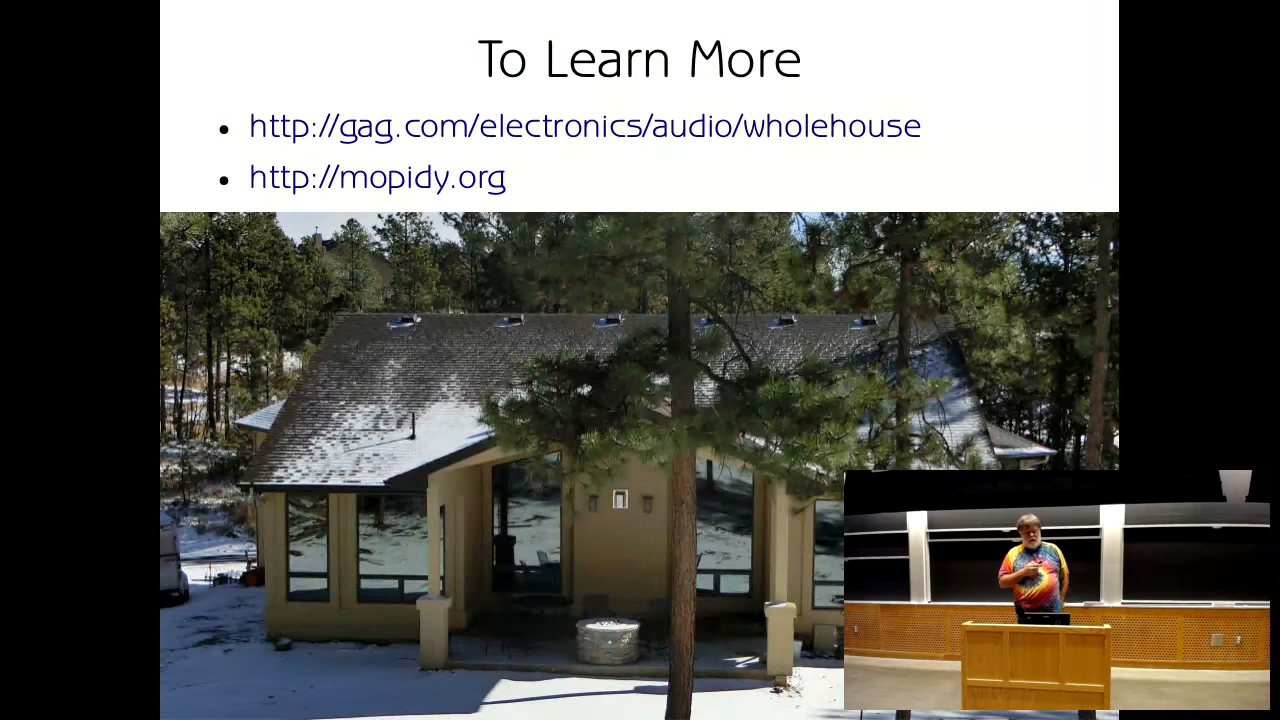 To Learn More
• http://gag.com/electronics/audio/wholehouse
• http://mopidy.org